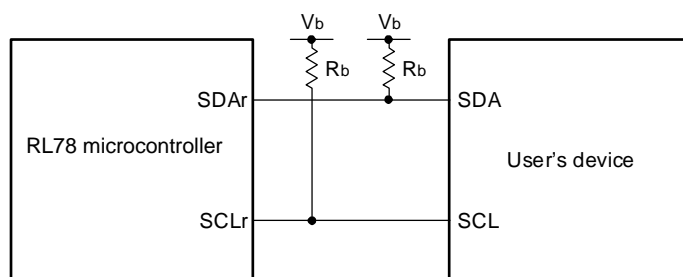 Vb Vb
Rb Rb
SDAr SDA
RL78 microcontroller
User's device
SCLr SCL